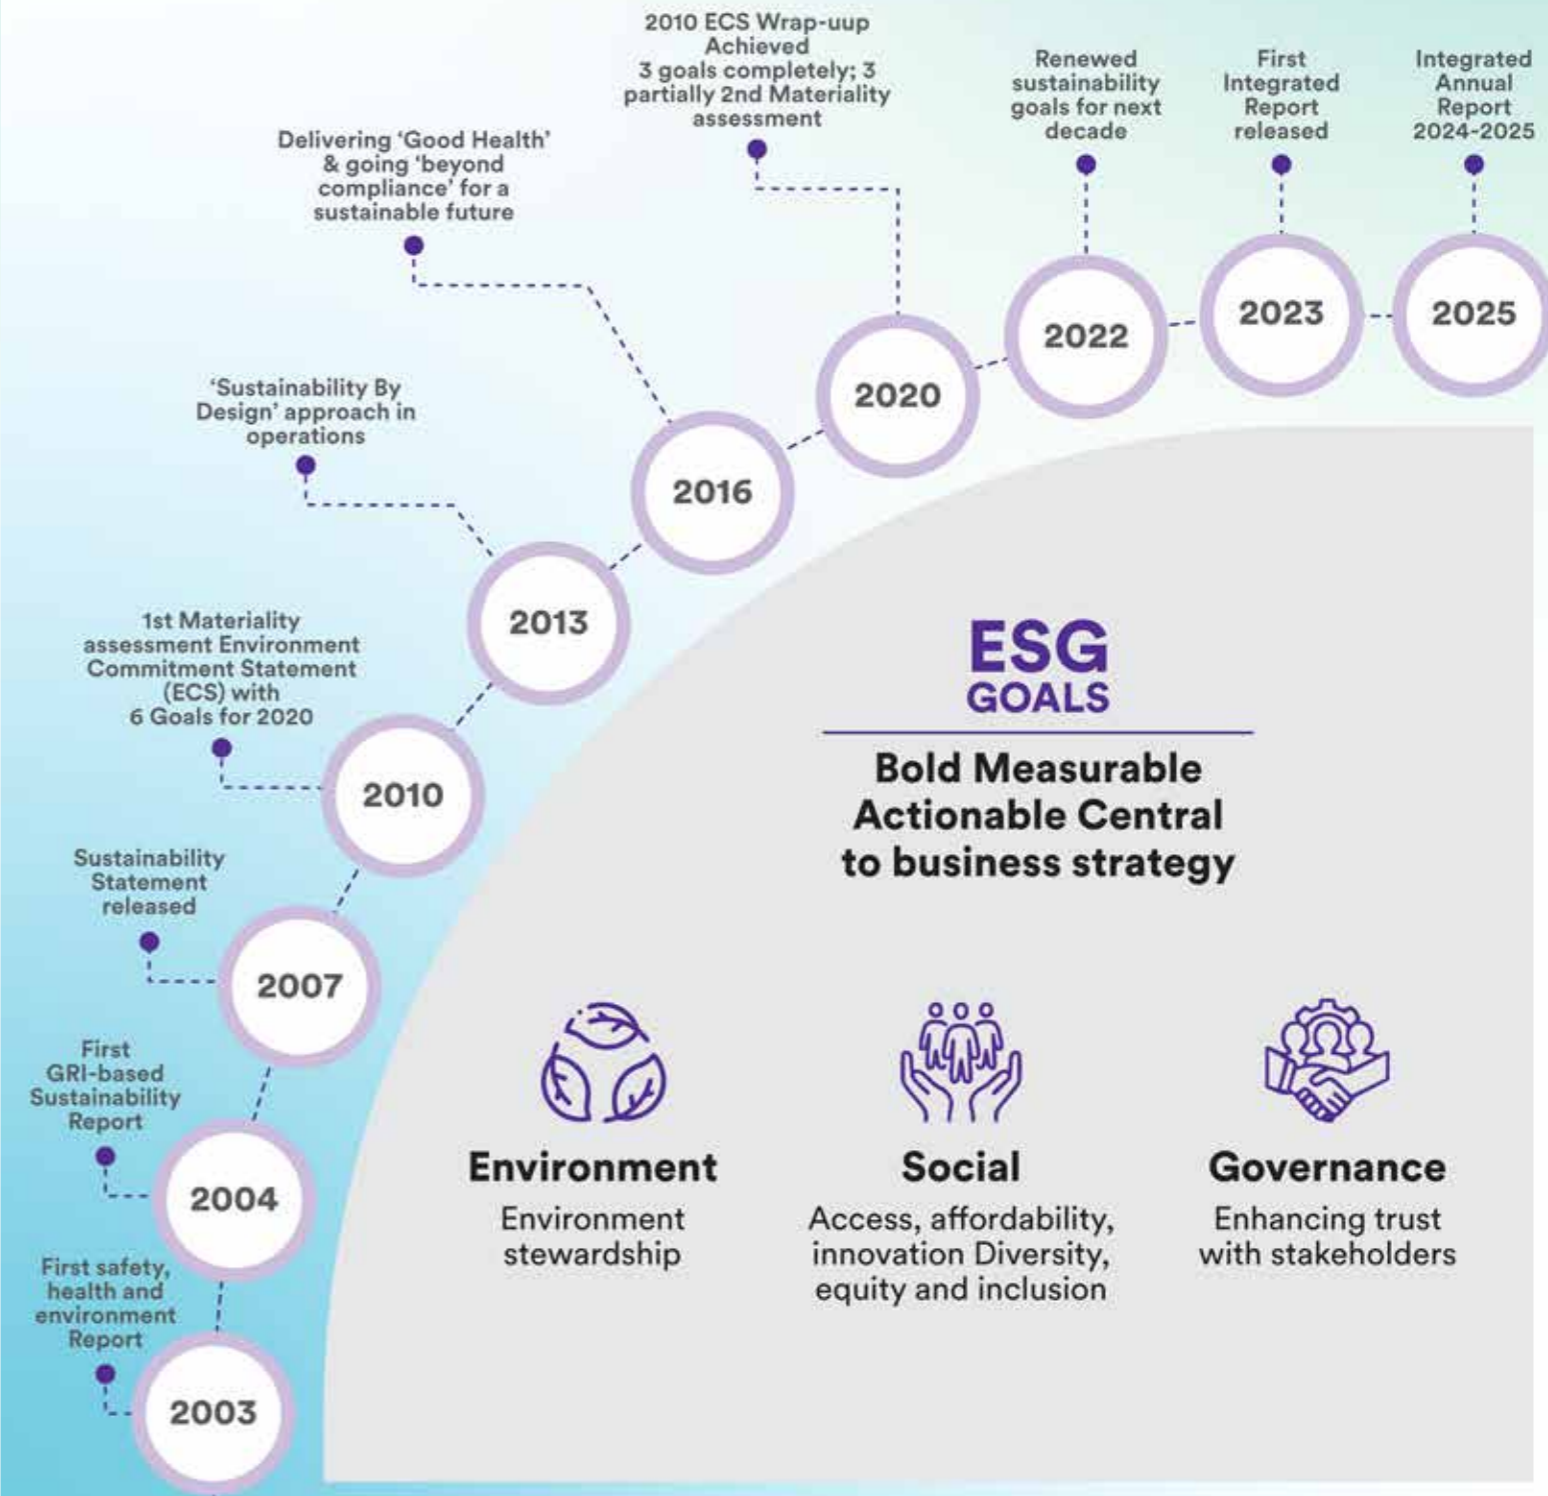 2010 ECS Wrap-uup
Achieved
3 goals completely; 3
partially 2nd Materiality
assessment
Renewed
sustainability
goals for next
decade
First
Integrated
Report
released
Integrated
Annual
Report
2024-2025
Delivering ‘Good Health’
& going ‘beyond
compliance’ for a
sustainable future
2025
2023
2022
2020
‘Sustainability By
Design’ approach in
operations
2016
2013
1st Materiality
assessment Environment
Commitment Statement
(ECS) with
6 Goals for 2020
2010
Sustainability
Statement
released
2007
First
GRI-based
Sustainability
Report
2004
First safety,
health and
environment
Report
2003
ESG
GOALS
Bold Measurable
Actionable Central
to business strategy
Environment
Environment
stewardship
Social
Access, affordability,
innovation Diversity,
equity and inclusion
Governance
Enhancing trust
with stakeholders